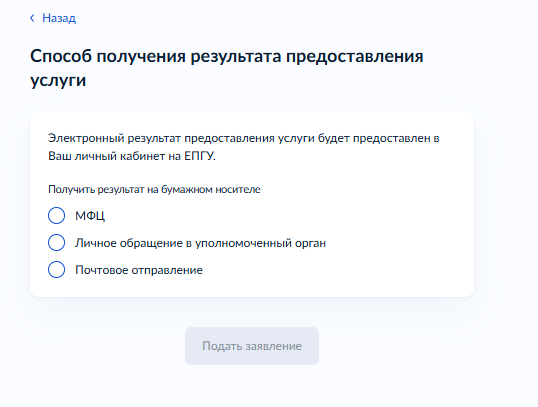 Назад
Способ получения результата предоставления
услуги
Электронный результат предоставления услуги будет предоставлен в
Ваш личный кабинет на ЕПГУ.
Получить результат на бумажном носителе
МФЦ
Личное обращение в уполномоченный орган
Почтовое отправление
Подать заявление